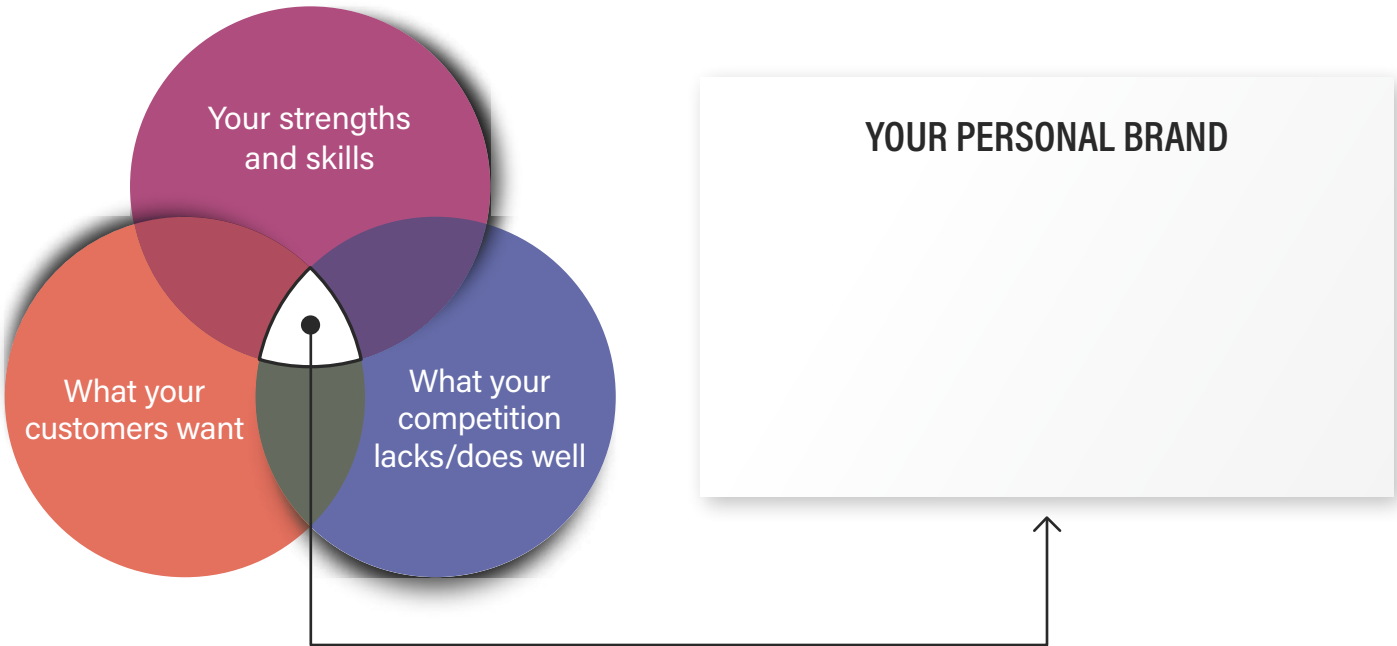 Your strengths
and skills
What your
customers want
What your
competition
lacks/does well
YOUR PERSONAL BRAND